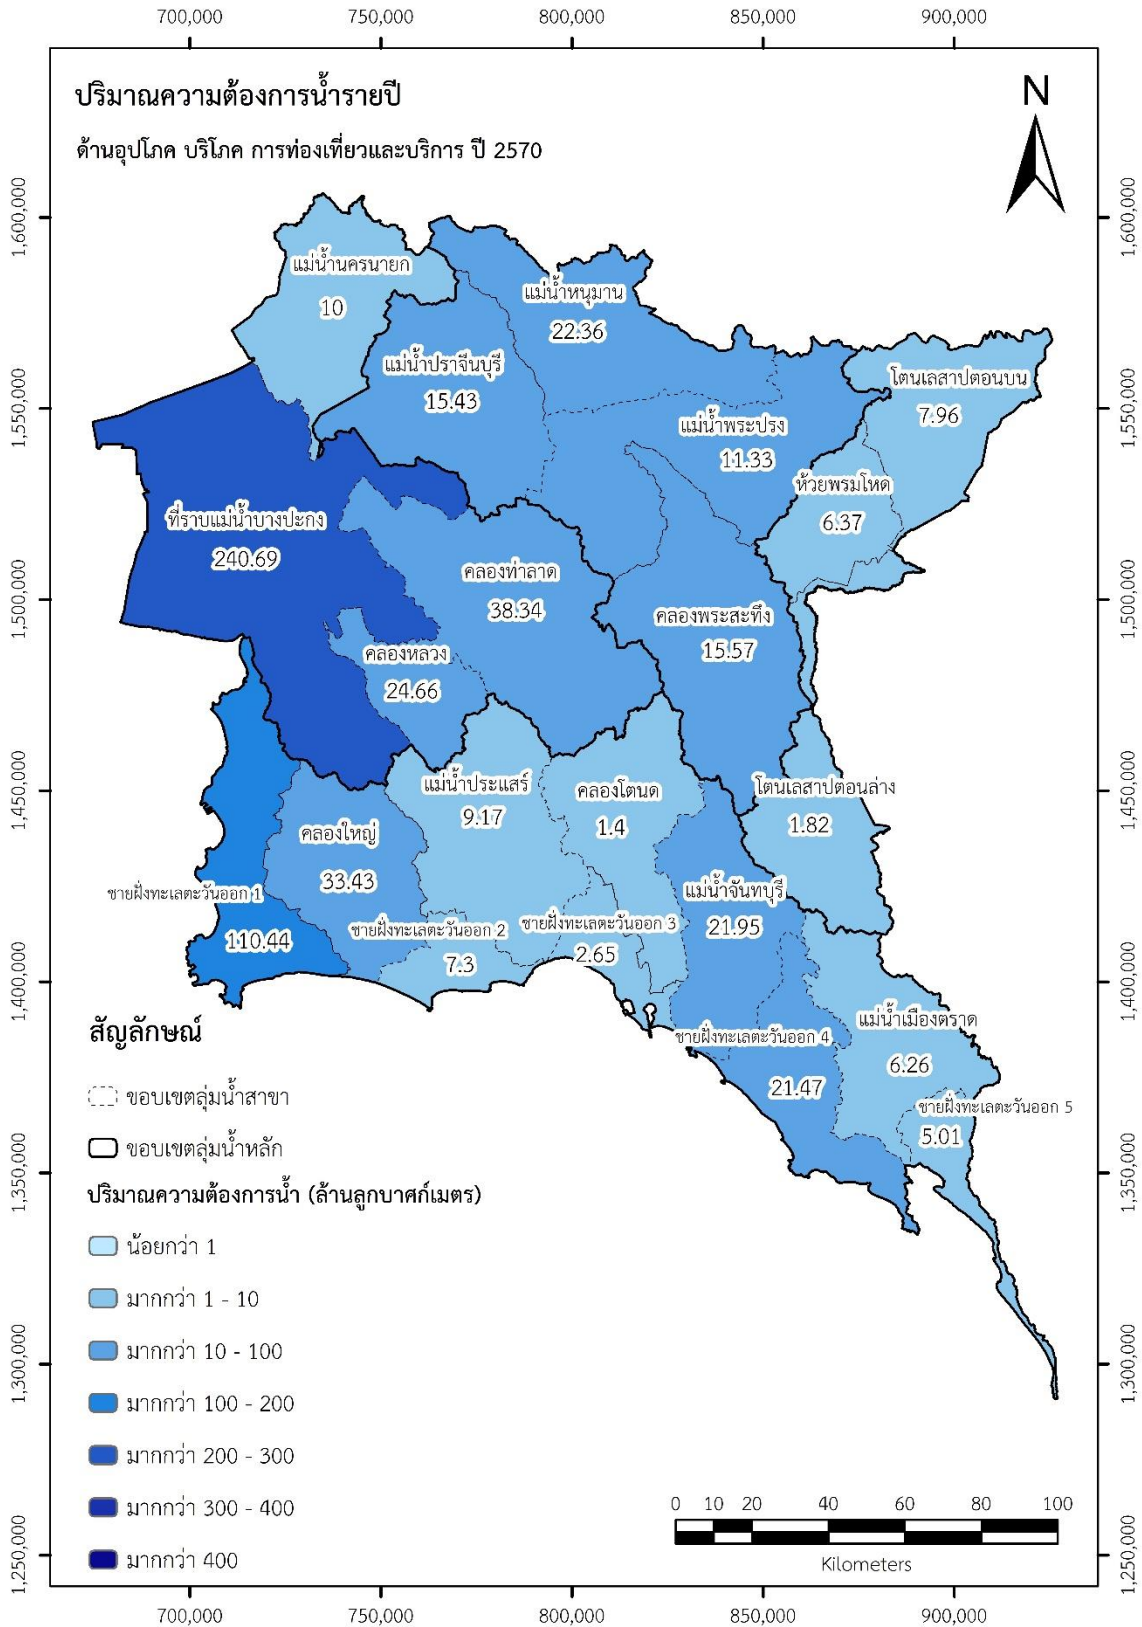 700,000 750,000 800,000 850,000 900,000
ปริมาณความต้องการน้ำรายปี
ด้านอุปโภค บริโภค การท่องเที่ยวและบริการ ปี 2570
N
1,600,000
1,600,000
แม่น้ำนครนายก
10
แม่น้ำหนุมาน
22.36
แม่น้ำปราจีนบุรี
15.43
โตนเลสาปตอนบน
7.96
1,550,000
1,550,000
แม่น้ำพระปรง
11.33
ห้วยพรมโหด
6.37
ที่ราบแม่น้ำบางปะกง
240.69
คลองท่าลาด
38.34
1,500,000
1,500,000
คลองพระสะทึง
15.57
คลองหลวง
24.66
แม่น้ำประแสร์
9.17
คลองโตนด
1.4
โตนเลสาปตอนล่าง
1.82
1,450,000
1,450,000
คลองใหญ่
33.43
แม่น้ำจันทบุรี
21.95
ชายฝั่งทะเลตะวันออก 1
110.44
ชายฝั่งทะเลตะวันออก 2
7.3
ชายฝั่งทะเลตะวันออก 3
2.65
1,400,000
1,400,000
แม่น้ำเมืองตราด
6.26
ชายฝั่งทะเลตะวันออก 4
21.47
ชายฝั่งทะเลตะวันออก 5
5.01
1,350,000
1,350,000
สัญลักษณ์
ขอบเขตลุ่มน้ำสาขา
ขอบเขตลุ่มน้ำหลัก
ปริมาณความต้องการน้ำ (ล้านลูกบาศก์เมตร)
น้อยกว่า 1
มากกว่า 1 - 10
มากกว่า 10 - 100
มากกว่า 100 - 200
มากกว่า 200 - 300
มากกว่า 300 - 400
มากกว่า 400
1,300,000
1,300,000
0 10 20 40 60 80 100
Kilometers
1,250,000
1,250,000
700,000 750,000 800,000 850,000 900,000